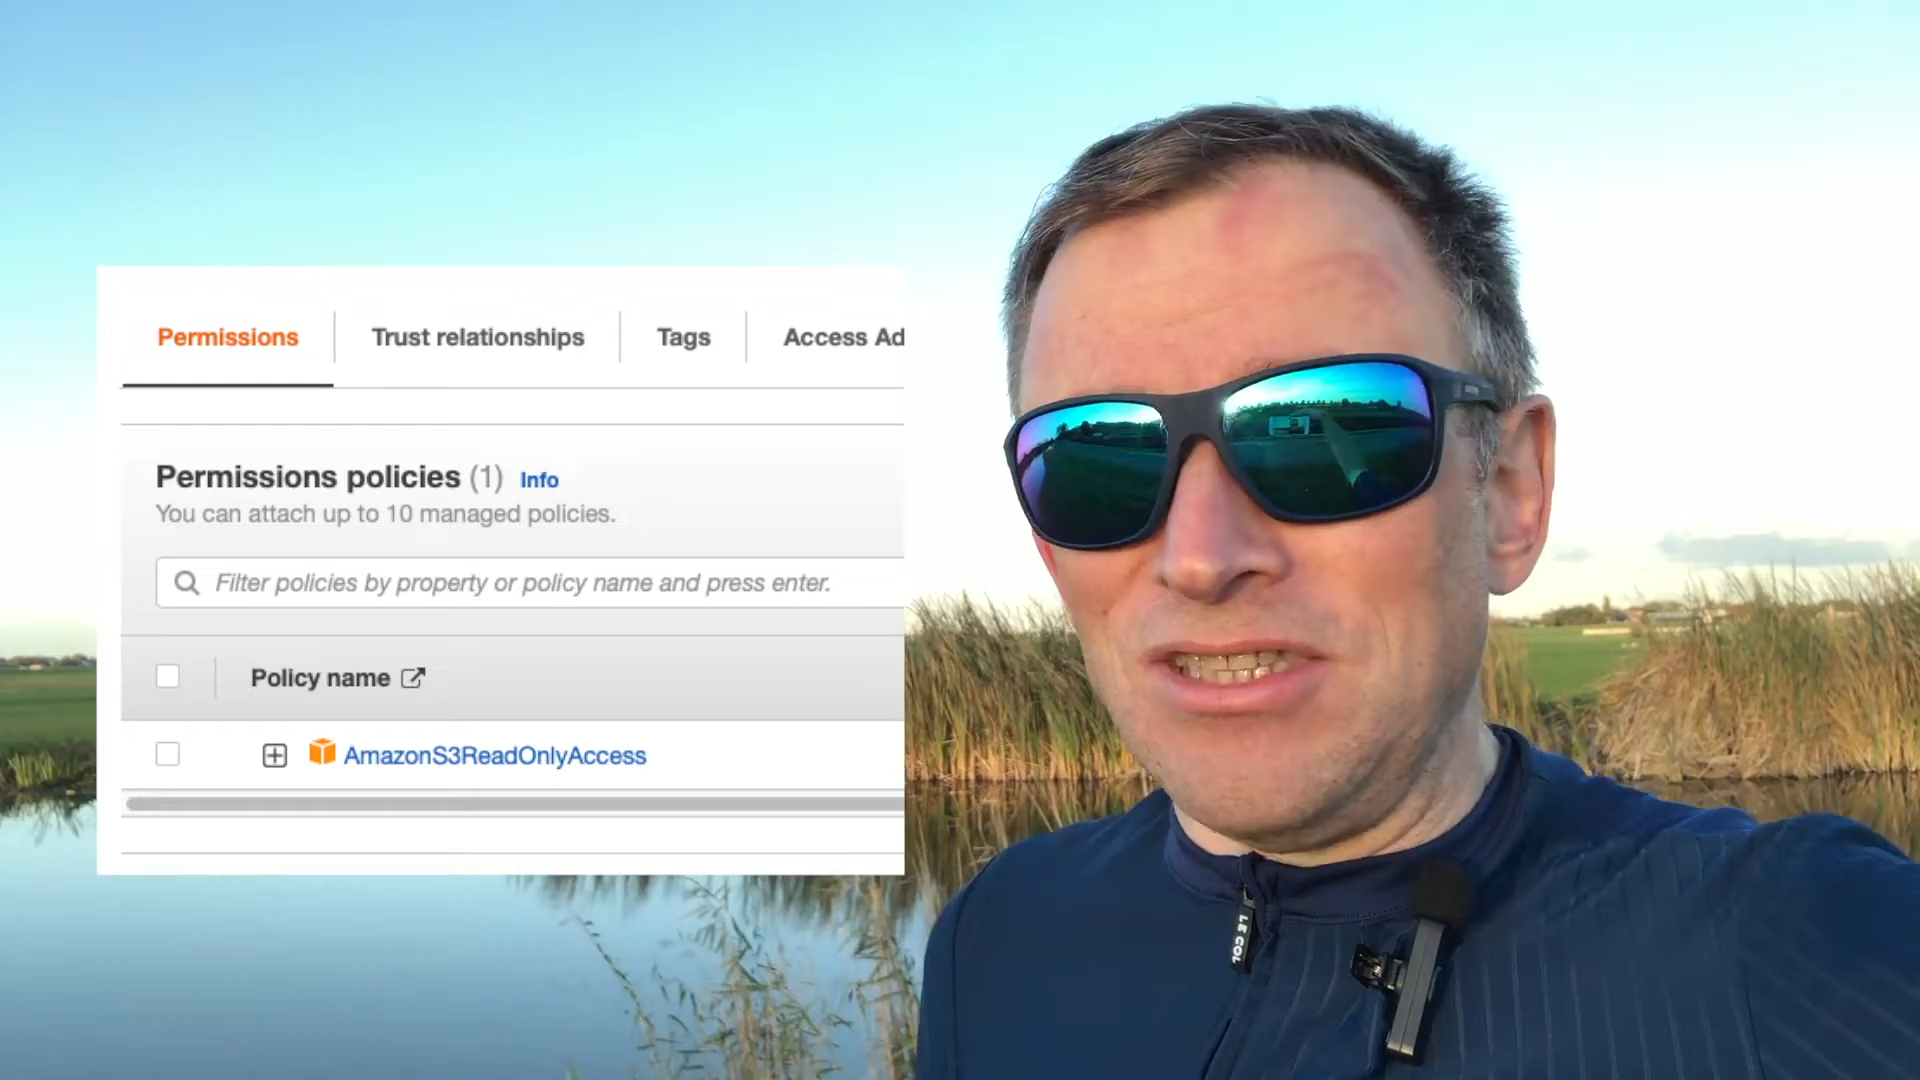 Permissions
Trust relationships
Tags
Access Ad
Permissions policies (1) Info
You can attach up to 10 managed policies.
Filter policies by property or policy name and press enter.
Policy name
AmazonS3ReadOnlyAccess
LE COL